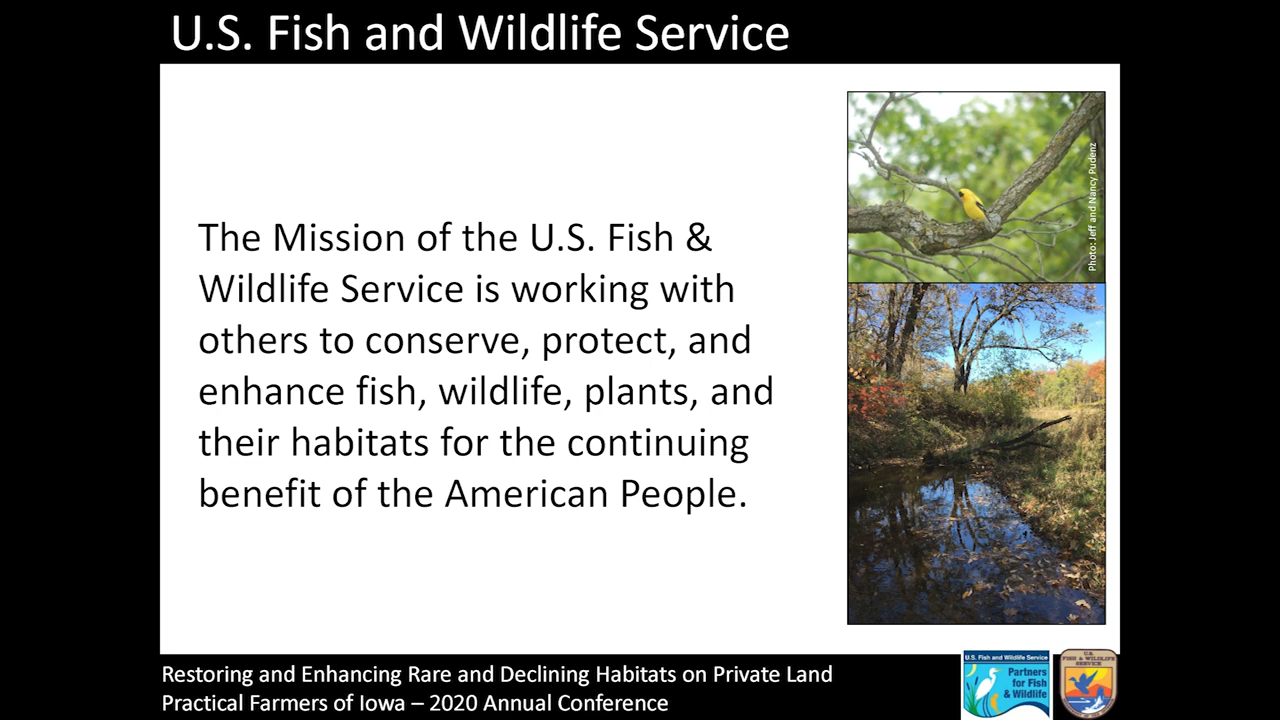 U.S. Fish and Wildlife Service
The Mission of the U.S. Fish &
Wildlife Service is working with
others to conserve, protect, and
enhance fish, wildlife, plants, and
their habitats for the continuing
benefit of the American People.
Photo: Jeff and Nancy Pudenz
Restoring and Enhancing Rare and Declining Habitats on Private Land
Practical Farmers of Iowa – 2020 Annual Conference
U.S. Fish and Wildlife Service
Partners
for Fish
& Wildlife
U.S.
FISH & WILDLIFE
SERVICE